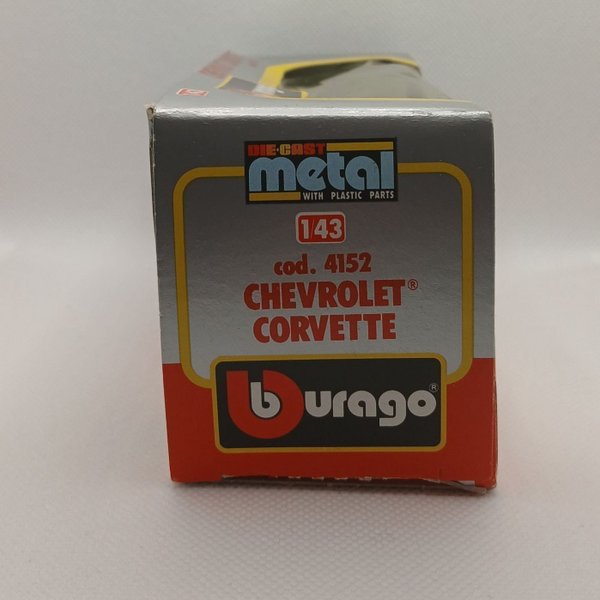 DIE-CAST
metal
WITH PLASTIC PARTS
1/43
cod. 4152
CHEVROLET®
CORVETTE
burago®